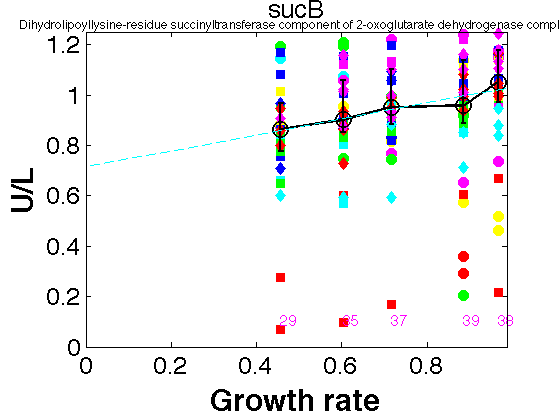 sucB
Dihydrolipoyllysine-residue succinyltransferase component of 2-oxoglutarate dehydrogenase compl
U/L
1.2
1
0.8
0.6
0.4
0.2
0
29 35 37 39 38
0 0.2 0.4 0.6 0.8
Growth rate